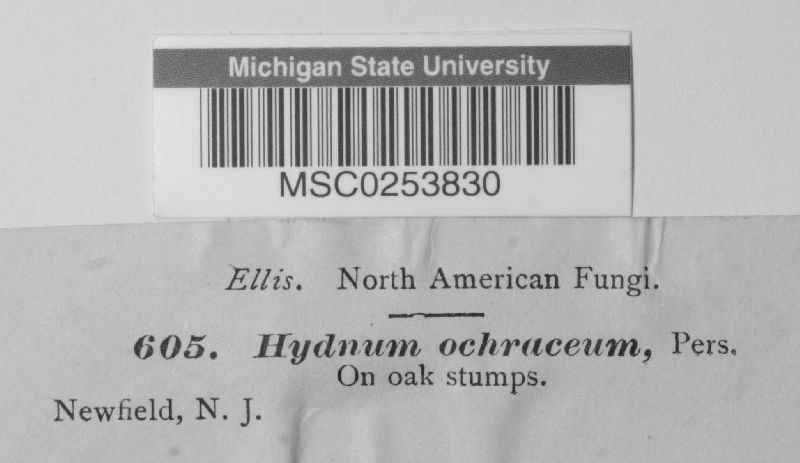 Michigan State University
MSC0253830
Ellis. North American Fungi.
605. Hydnum ochraceum, Pers.
On oak stumps.
Newfield, N. J.